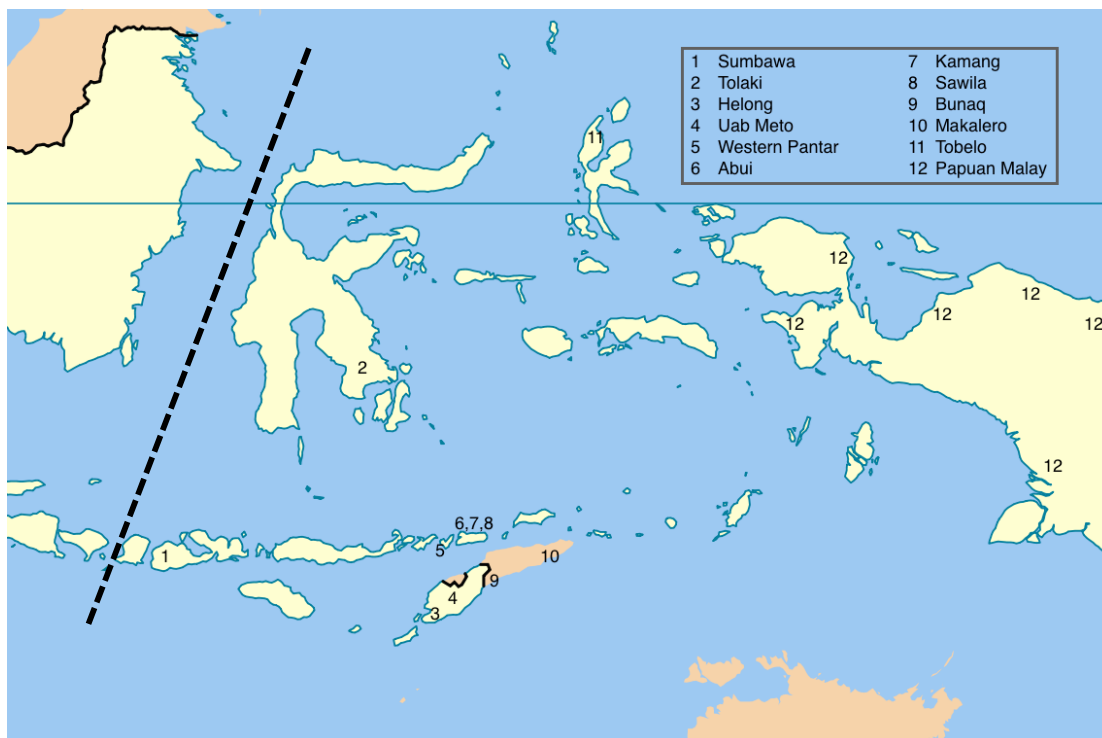 1 Sumbawa
2 Tolaki
3 Helong
4 Uab Meto
5 Western Pantar
6 Abui
7 Kamang
8 Sawila
9 Bunaq
10 Makalero
11 Tobelo
12 Papuan Malay
11
12
12
12
12
12
2
12
6,7,8
5
1
10
9
4
3